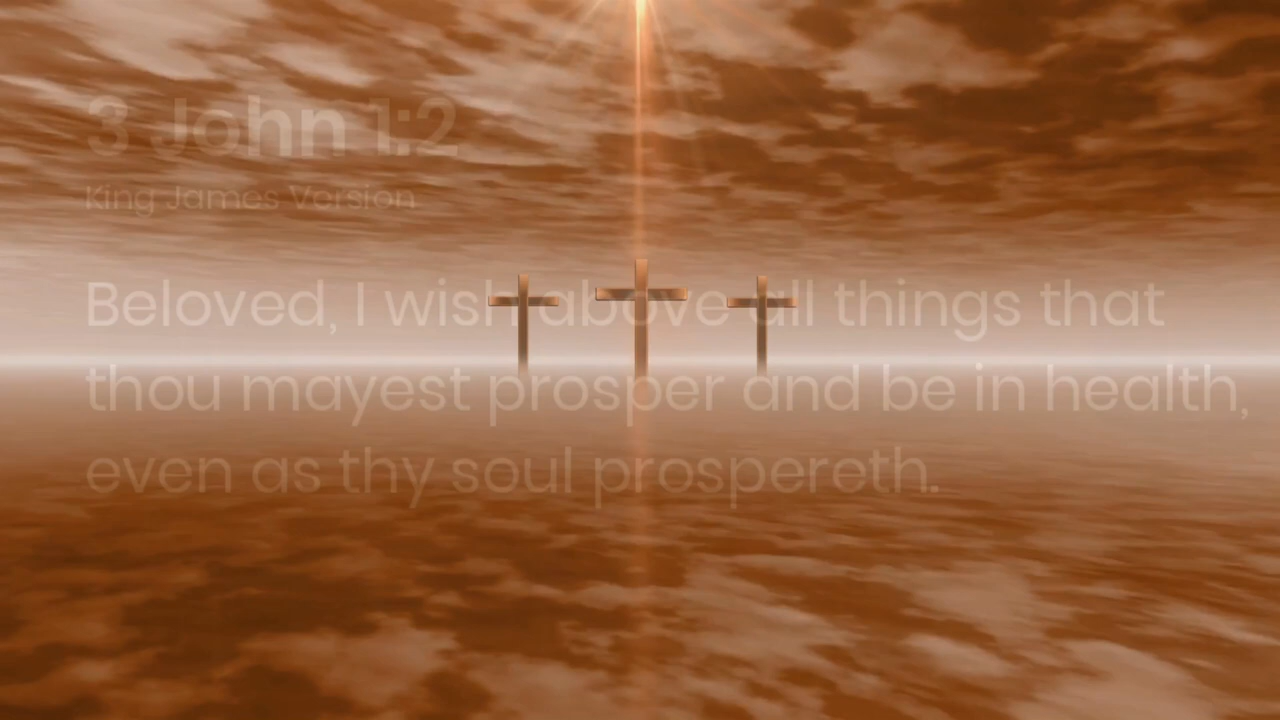 3 John 1:2
King James Version
Beloved, I wish above all things that
thou mayest prosper and be in health,
even as thy soul prospereth.